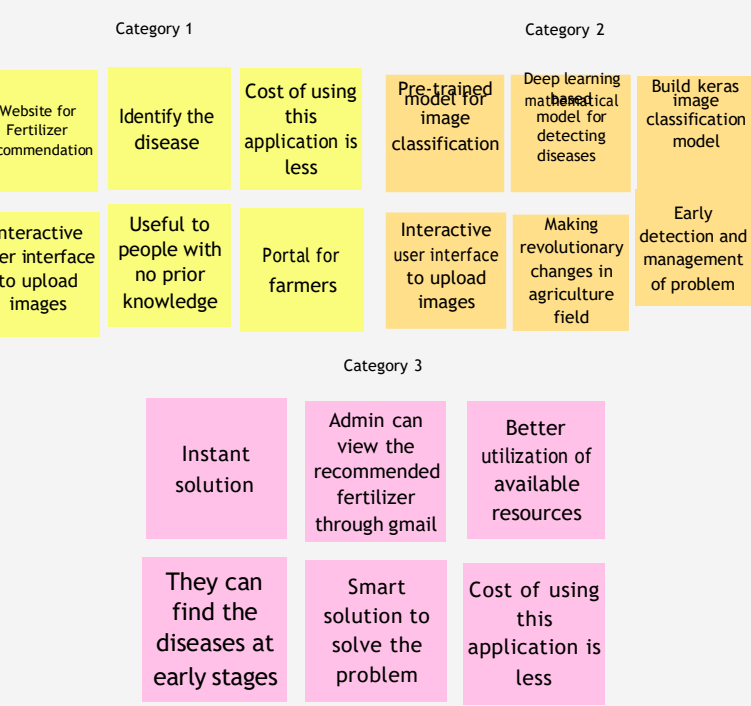 Category 1
Website for
Fertilizer
commendation
Identify the
disease
Cost of using
this
application is
less
nteractive
er interface
to upload
images
Useful to
people with
no prior
knowledge
Portal for
farmers
Category 2
Pre-trained
model for
image
classification
Deep learning
based
mathematical
model for
detecting
diseases
Build keras
image
classification
model
Interactive
user interface
to upload
images
Making
revolutionary
changes in
agriculture
field
Early
detection and
management
of problem
Category 3
Instant
solution
Admin can
view the
recommended
fertilizer
through gmail
Better
utilization of
available
resources
They can
find the
diseases at
early stages
Smart
solution to
solve the
problem
Cost of using
this
application is
less